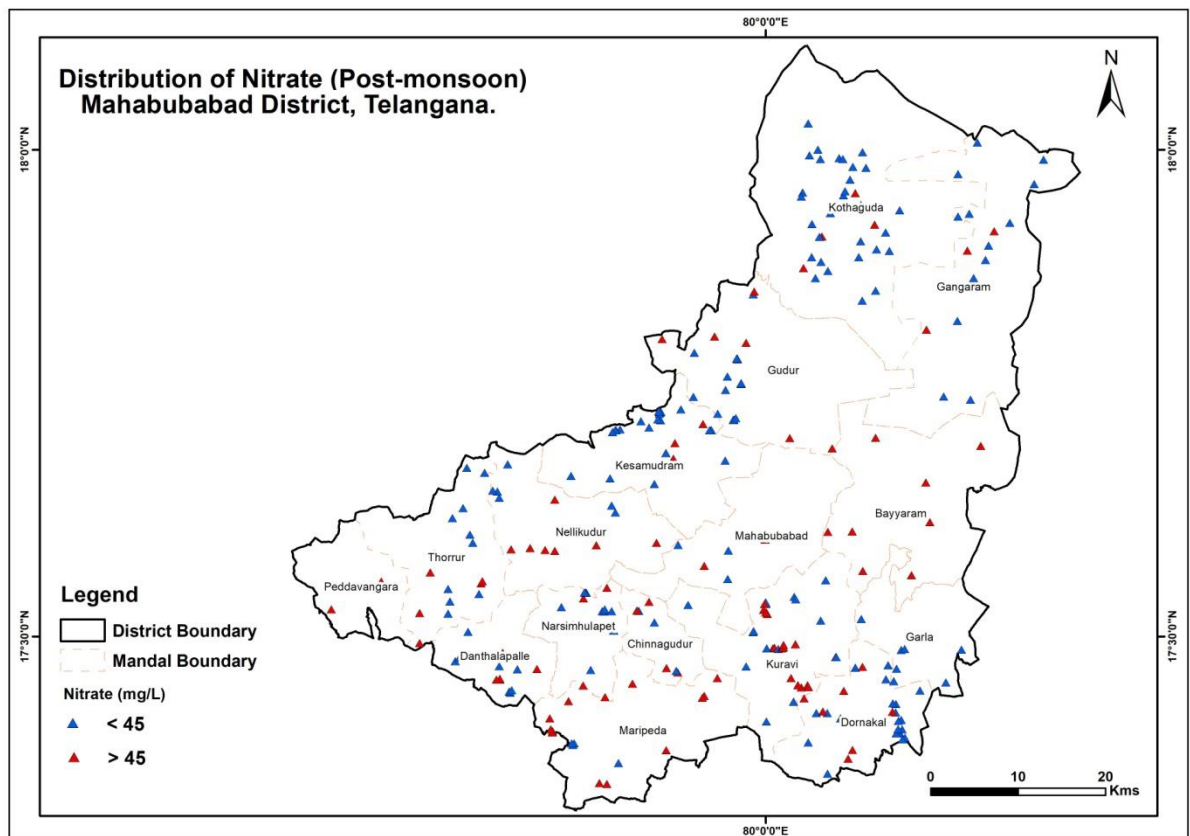 80°0'0"E
N
Distribution of Nitrate (Post-monsoon)
Mahabubabad District, Telangana.
18°0'0"N
18°0'0"N
Kothaguda
Gangaram
Gudur
Kesamudram
Bayyaram
Nellikudur
Mahabubabad
Thorrur
Peddavangara
Legend
District Boundary
Mandal Boundary
Nitrate (mg/L)
< 45
> 45
Narsimhulapet
Chinnagudur
Garla
17°30'0"N
17°30'0"N
Danthalapalle
Kuravi
Maripeda
Dornakal
0 10 20
Kms
80°0'0"E